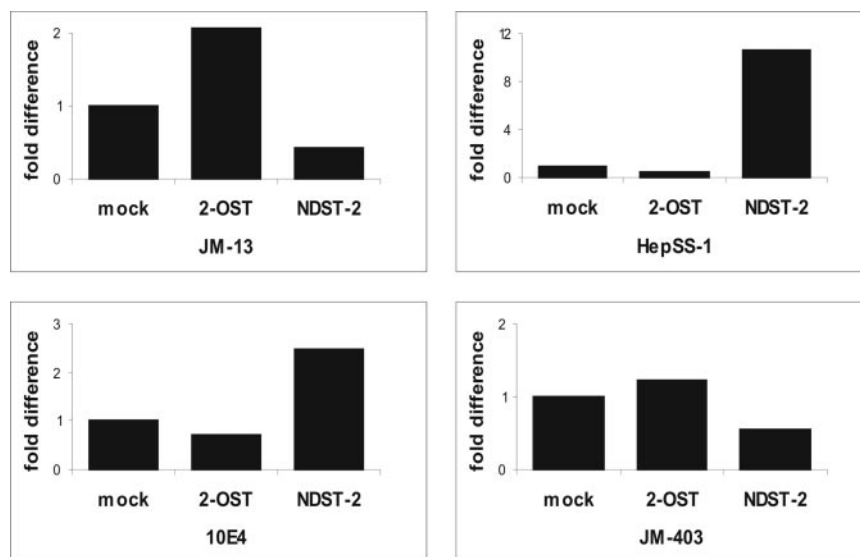 fold difference
2
1
0
mock 2-OST NDST-2
JM-13
fold difference
12
8
4
0
mock 2-OST NDST-2
HepSS-1
fold difference
3
2
1
0
mock 2-OST NDST-2
10E4
fold difference
2
1
0
mock 2-OST NDST-2
JM-403